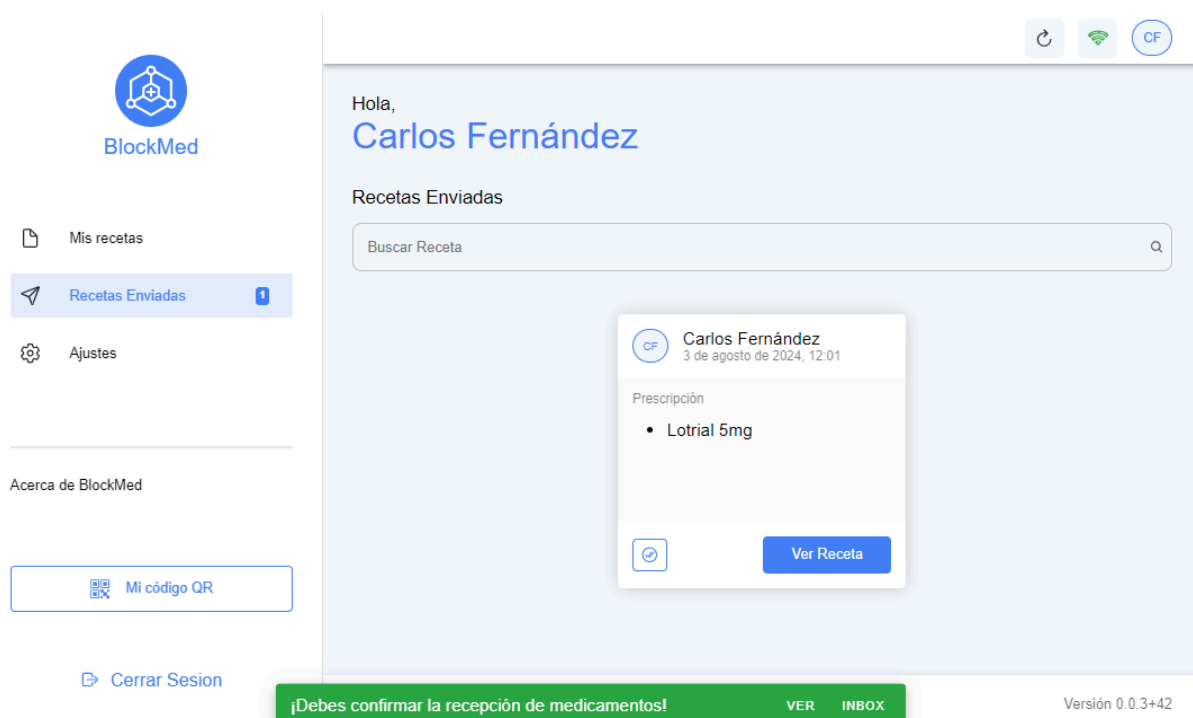 BlockMed
Mis recetas
Recetas Enviadas 1
Ajustes
Acerca de BlockMed
Mi código QR
Cerrar Sesion
CF
Hola,
Carlos Fernández
Recetas Enviadas
Buscar Receta
CF
Carlos Fernández
3 de agosto de 2024, 12:01
Prescripción
• Lotrial 5mg
Ver Receta
¡Debes confirmar la recepción de medicamentos! VER INBOX
Versión 0.0.3+42